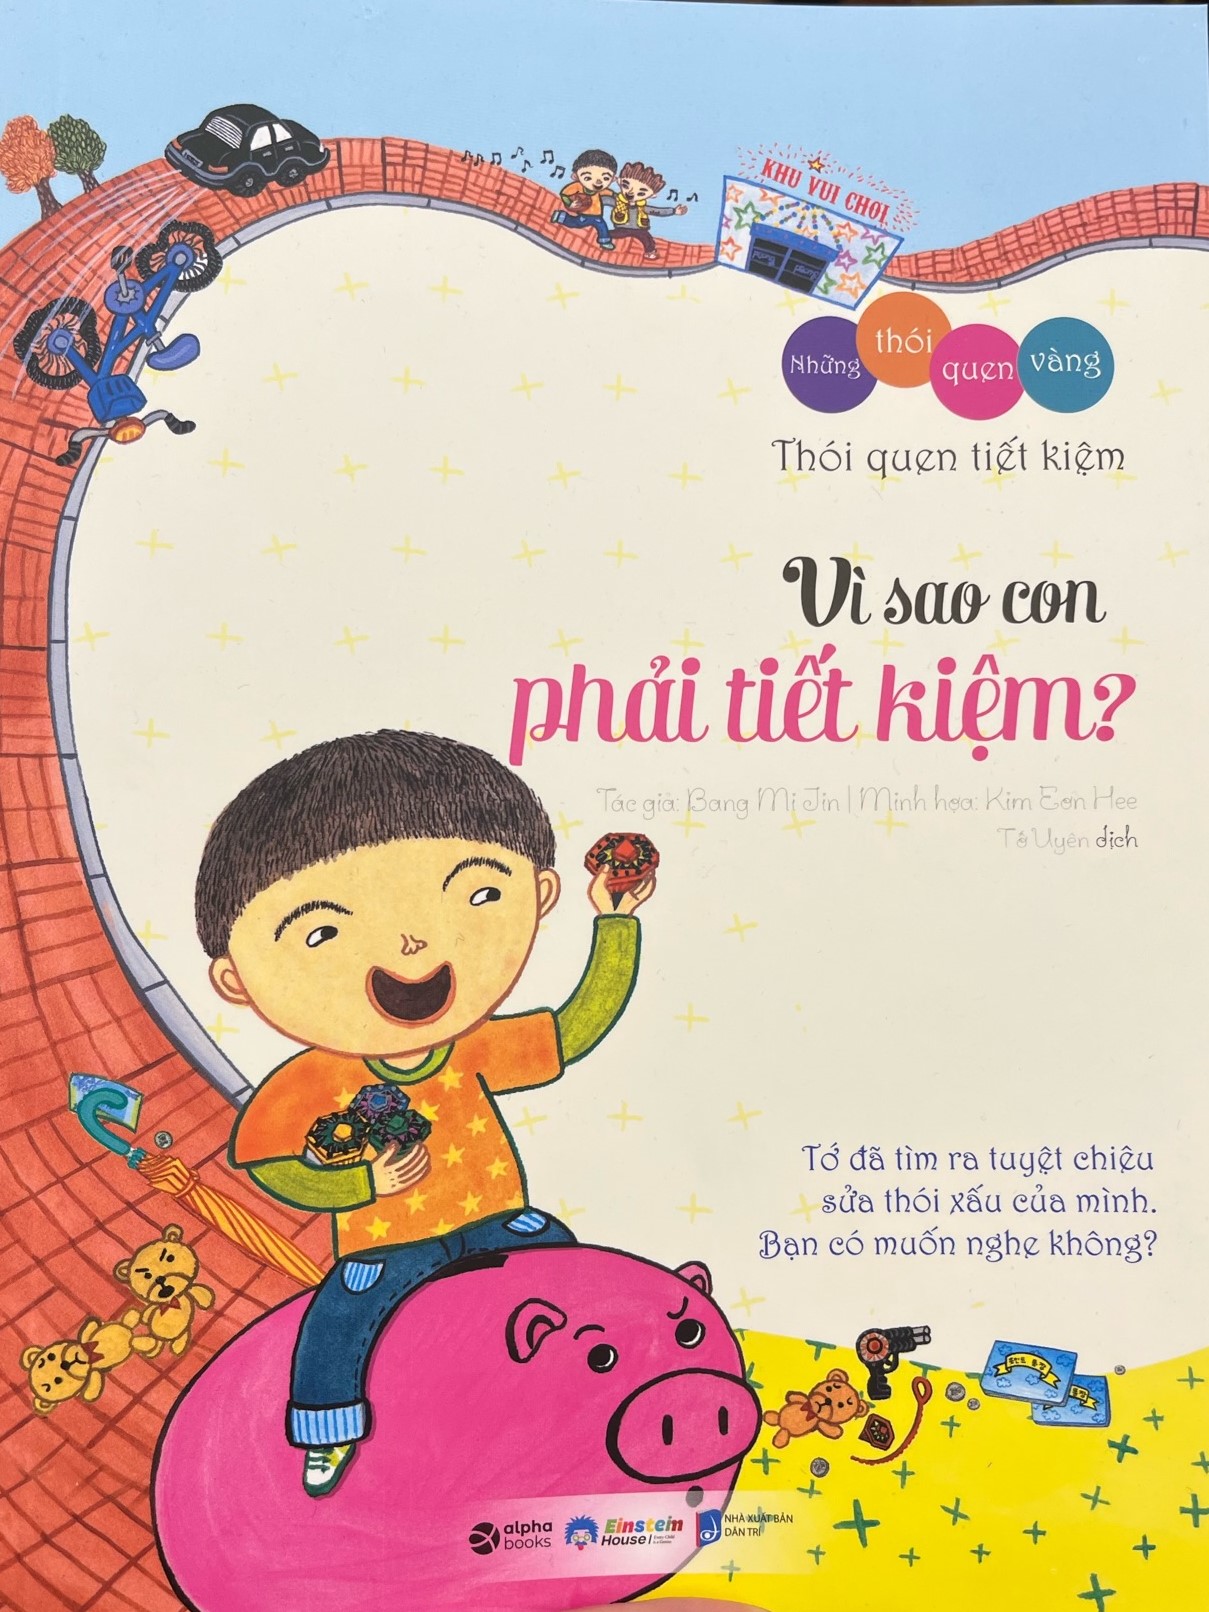 KHU VUI CHƠI
Những thói quen vàng
Thói quen tiết kiệm
Vì sao con
phải tiết kiệm?
Tác giả: Bang Mi Jin | Minh họa: Kim Eon Hee
Tố Uyên dịch
Tớ đã tìm ra tuyệt chiêu
sửa thói xấu của mình.
Bạn có muốn nghe không?
alpha
books
Einstein
House
NHÀ XUẤT BẢN
DÂN TRÍ